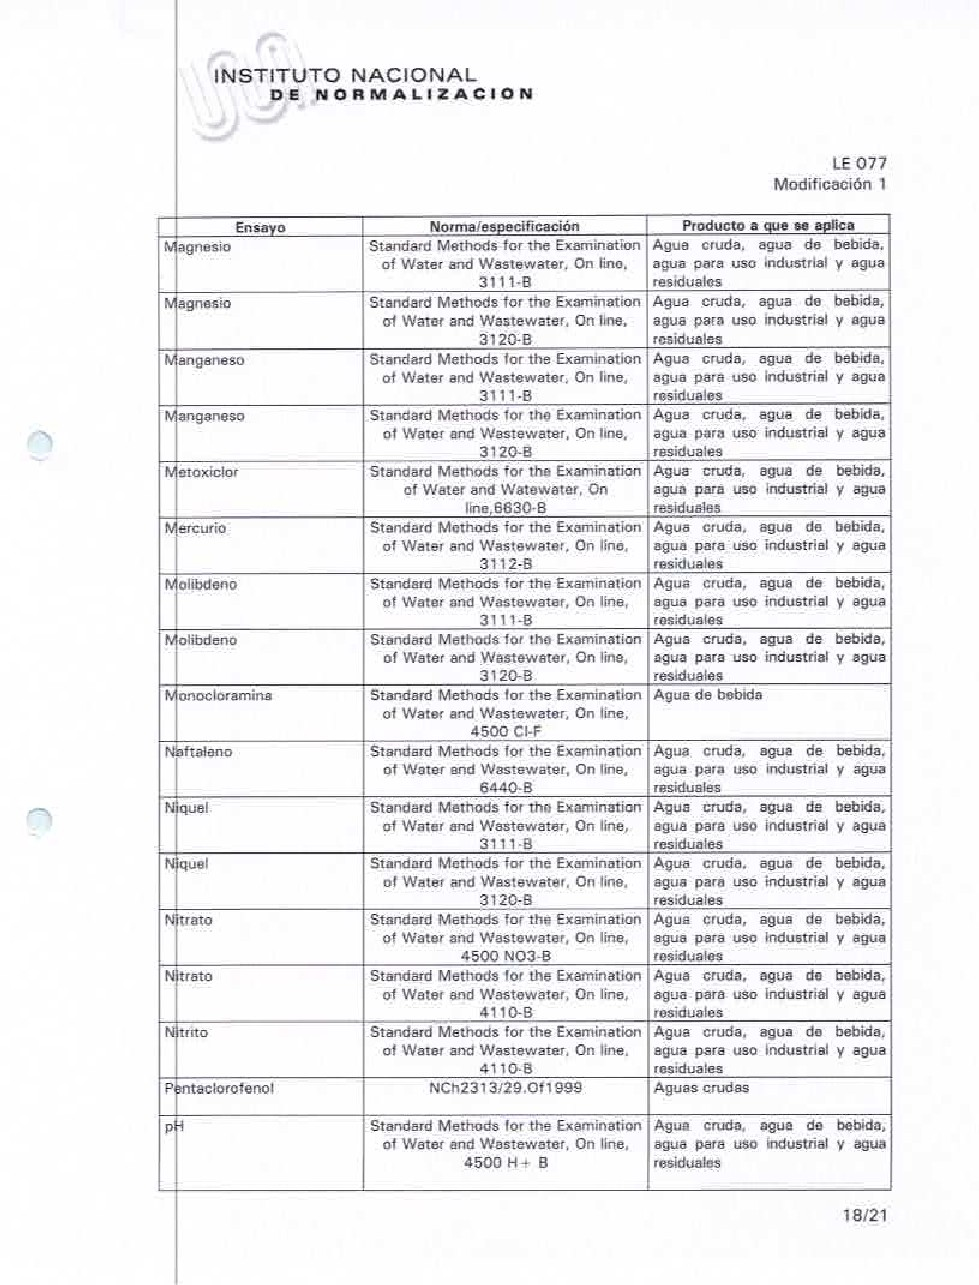 INSTITUTO NACIONAL
DE NORMALIZACION
LE 077
Modificación 1
Ensayo Norma/especificación Producto a que se aplica
Magnesio Standard Methods for the Examination Agua cruda, agua de bebida,
of Water and Wastewater, On line, agua para uso industrial y agua
3111-B residuales
Magnesio Standard Methods for the Examination Agua cruda, agua de bebida,
of Water and Wastewater, On line, agua para uso industrial y agua
3120-B residuales
Manganeso Standard Methods for the Examination Agua cruda, agua de bebida,
of Water and Wastewater, On line, agua para uso industrial y agua
3111-B residuales
Manganeso Standard Methods for the Examination Agua cruda, agua de bebida,
of Water and Wastewater, On line, agua para uso industrial y agua
3120-B residuales
Metoxiclor Standard Methods for the Examination Agua cruda, agua de bebida,
of Water and Watewater, On agua para uso industrial y agua
line,6630-B residuales
Mercurio Standard Methods for the Examination Agua cruda, agua de bebida,
of Water and Wastewater, On line, agua para uso industrial y agua
3112-B residuales
Molibdeno Standard Methods for the Examination Agua cruda, agua de bebida,
of Water and Wastewater, On line, agua para uso industrial y agua
3111-B residuales
Molibdeno Standard Methods for the Examination Agua cruda, agua de bebida,
of Water and Wastewater, On line, agua para uso industrial y agua
3120-B residuales
Monocloramina Standard Methods for the Examination Agua de bebida
of Water and Wastewater, On line,
4500 Cl-F
Naftaleno Standard Methods for the Examination Agua cruda, agua de bebida,
of Water and Wastewater, On line, agua para uso industrial y agua
6440-B residuales
Niquel Standard Methods for the Examination Agua cruda, agua de bebida,
of Water and Wastewater, On line, agua para uso industrial y agua
3111-B residuales
Niquel Standard Methods for the Examination Agua cruda, agua de bebida,
of Water and Wastewater, On line, agua para uso industrial y agua
3120-B residuales
Nitrato Standard Methods for the Examination Agua cruda, agua de bebida,
of Water and Wastewater, On line, agua para uso industrial y agua
4500 NO3-B residuales
Nitrato Standard Methods for the Examination Agua cruda, agua de bebida,
of Water and Wastewater, On line, agua para uso industrial y agua
4110-B residuales
Nitrito Standard Methods for the Examination Agua cruda, agua de bebida,
of Water and Wastewater, On line, agua para uso industrial y agua
4110-B residuales
Pentaclorofenol NCh2313/29.Of1999 Aguas crudas
pH Standard Methods for the Examination Agua cruda, agua de bebida,
of Water and Wastewater, On line, agua para uso industrial y agua
4500 H+ B residuales
18/21